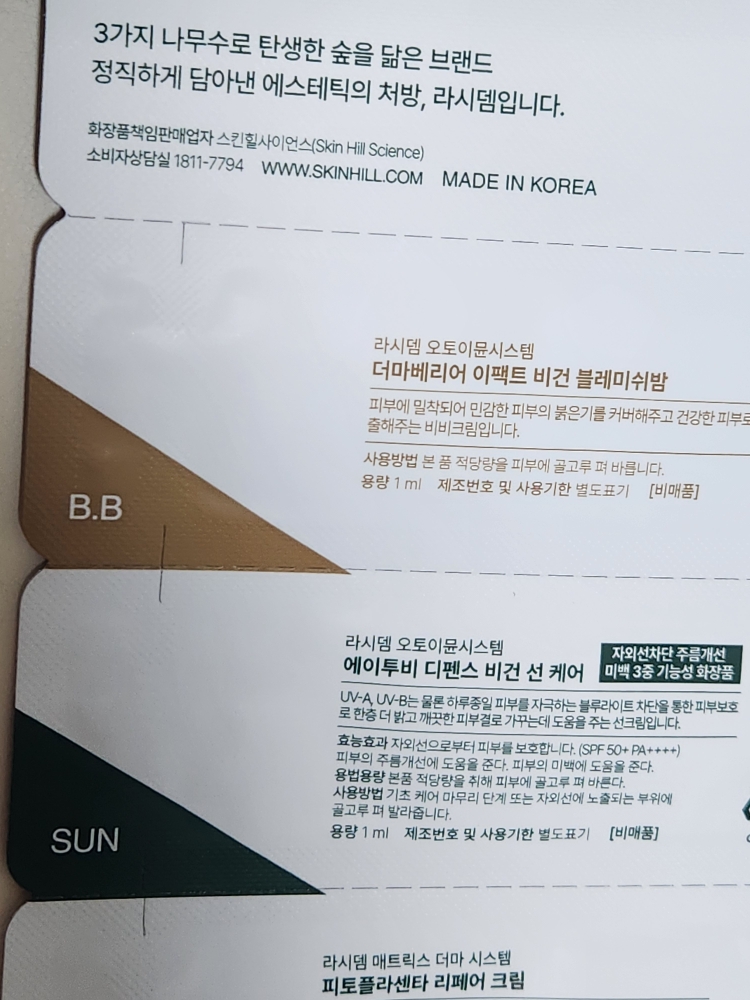 3가지 나무수로 탄생한 숲을 닮은 브랜드
정직하게 담아낸 에스테틱의 처방, 라시뎀입니다.
화장품책임판매업자 스킨힐사이언스(Skin Hill Science)
소비자상담실 1811-7794 WWW.SKINHILL.COM MADE IN KOREA
라시뎀 오토이뮨시스템
더마베리어 이팩트 비건 블레미쉬밤
피부에 밀착되어 민감한 피부의 붉은기를 커버해주고 건강한 피부로
출해주는 비비크림입니다.
사용방법 본 품 적당량을 피부에 골고루 펴 바릅니다.
용량 1 ml 제조번호 및 사용기한 별도표기 [비매품]
B.B
라시뎀 오토이뮨시스템
에이투비 디펜스 비건 선 케어
자외선차단 주름개선
미백 3중 기능성 화장품
UV-A, UV-B는 물론 하루종일 피부를 자극하는 블루라이트 차단을 통한 피부보호
로 한층 더 밝고 깨끗한 피부결로 가꾸는데 도움을 주는 선크림입니다.
효능효과 자외선으로부터 피부를 보호합니다. (SPF 50+ PA++++)
피부의 주름개선에 도움을 준다. 피부의 미백에 도움을 준다.
용법용량 본품 적당량을 취해 피부에 골고루 펴 바른다.
사용방법 기초 케어 마무리 단계 또는 자외선에 노출되는 부위에
골고루 펴 발라줍니다.
용량 1 ml 제조번호 및 사용기한 별도표기 [비매품]
SUN
라시뎀 매트릭스 더마 시스템
피토플라센타 리페어 크림